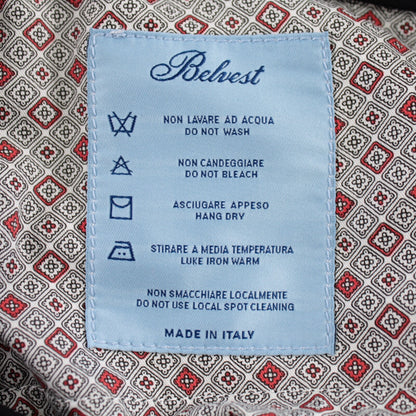 Belvest
NON LAVARE AD ACQUA
DO NOT WASH
NON CANDEGGIARE
DO NOT BLEACH
ASCIUGARE APPESO
HANG DRY
STIRARE A MEDIA TEMPERATURA
LUKE IRON WARM
NON SMACCHIARE LOCALMENTE
DO NOT USE LOCAL SPOT CLEANING
MADE IN ITALY